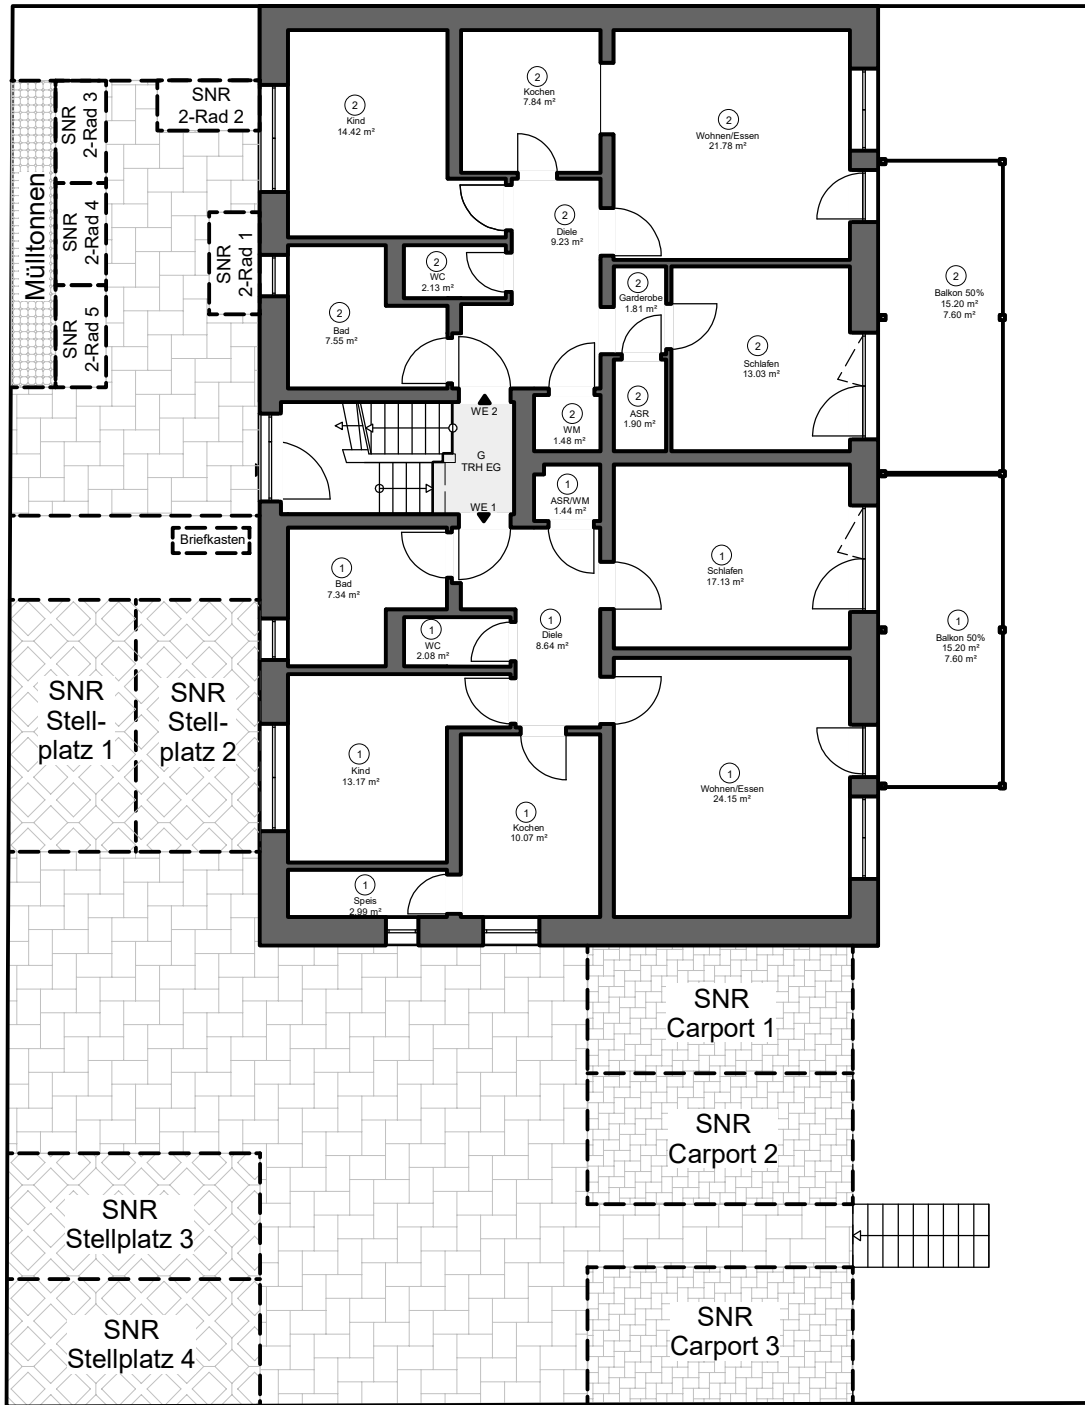 SNR
2-Rad 3
SNR
2-Rad 2
Mülltonnen
SNR
2-Rad 4
SNR
2-Rad 1
SNR
2-Rad 5
2
Kind
14.42 m²
2
Kochen
7.84 m²
2
Wohnen/Essen
21.78 m²
2
Diele
9.23 m²
2
WC
2.13 m²
2
Garderobe
1.81 m²
2
Balkon 50%
15.20 m²
7.60 m²
2
Bad
7.55 m²
2
Schlafen
13.03 m²
2
ASR
1.90 m²
2
WM
1.48 m²
WE 2
G
TRH EG
WE 1
1
ASR/WM
1.44 m²
Briefkasten
1
Bad
7.34 m²
1
Schlafen
17.13 m²
1
WC
2.08 m²
1
Diele
8.64 m²
1
Balkon 50%
15.20 m²
7.60 m²
SNR
Stell-
platz 1
SNR
Stell-
platz 2
1
Kind
13.17 m²
1
Wohnen/Essen
24.15 m²
1
Kochen
10.07 m²
1
Speis
2.99 m²
SNR
Carport 1
SNR
Carport 2
SNR
Stellplatz 3
SNR
Carport 3
SNR
Stellplatz 4